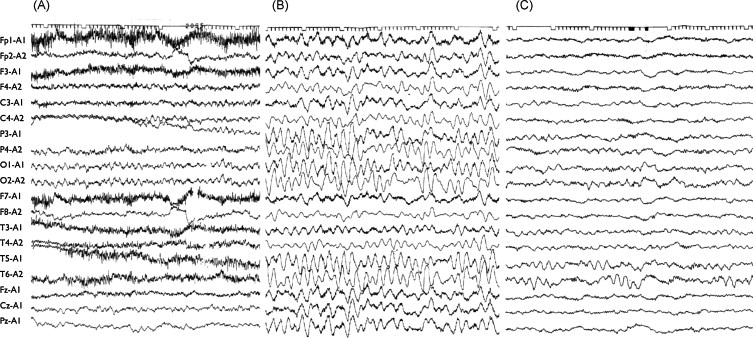 (A) (B) (C)
Fp1-A1
Fp2-A2
F3-A1
F4-A2
C3-A1
C4-A2
P3-A1
P4-A2
O1-A1
O2-A2
F7-A1
F8-A2
T3-A1
T4-A2
T5-A1
T6-A2
Fz-A1
Cz-A1
Pz-A1